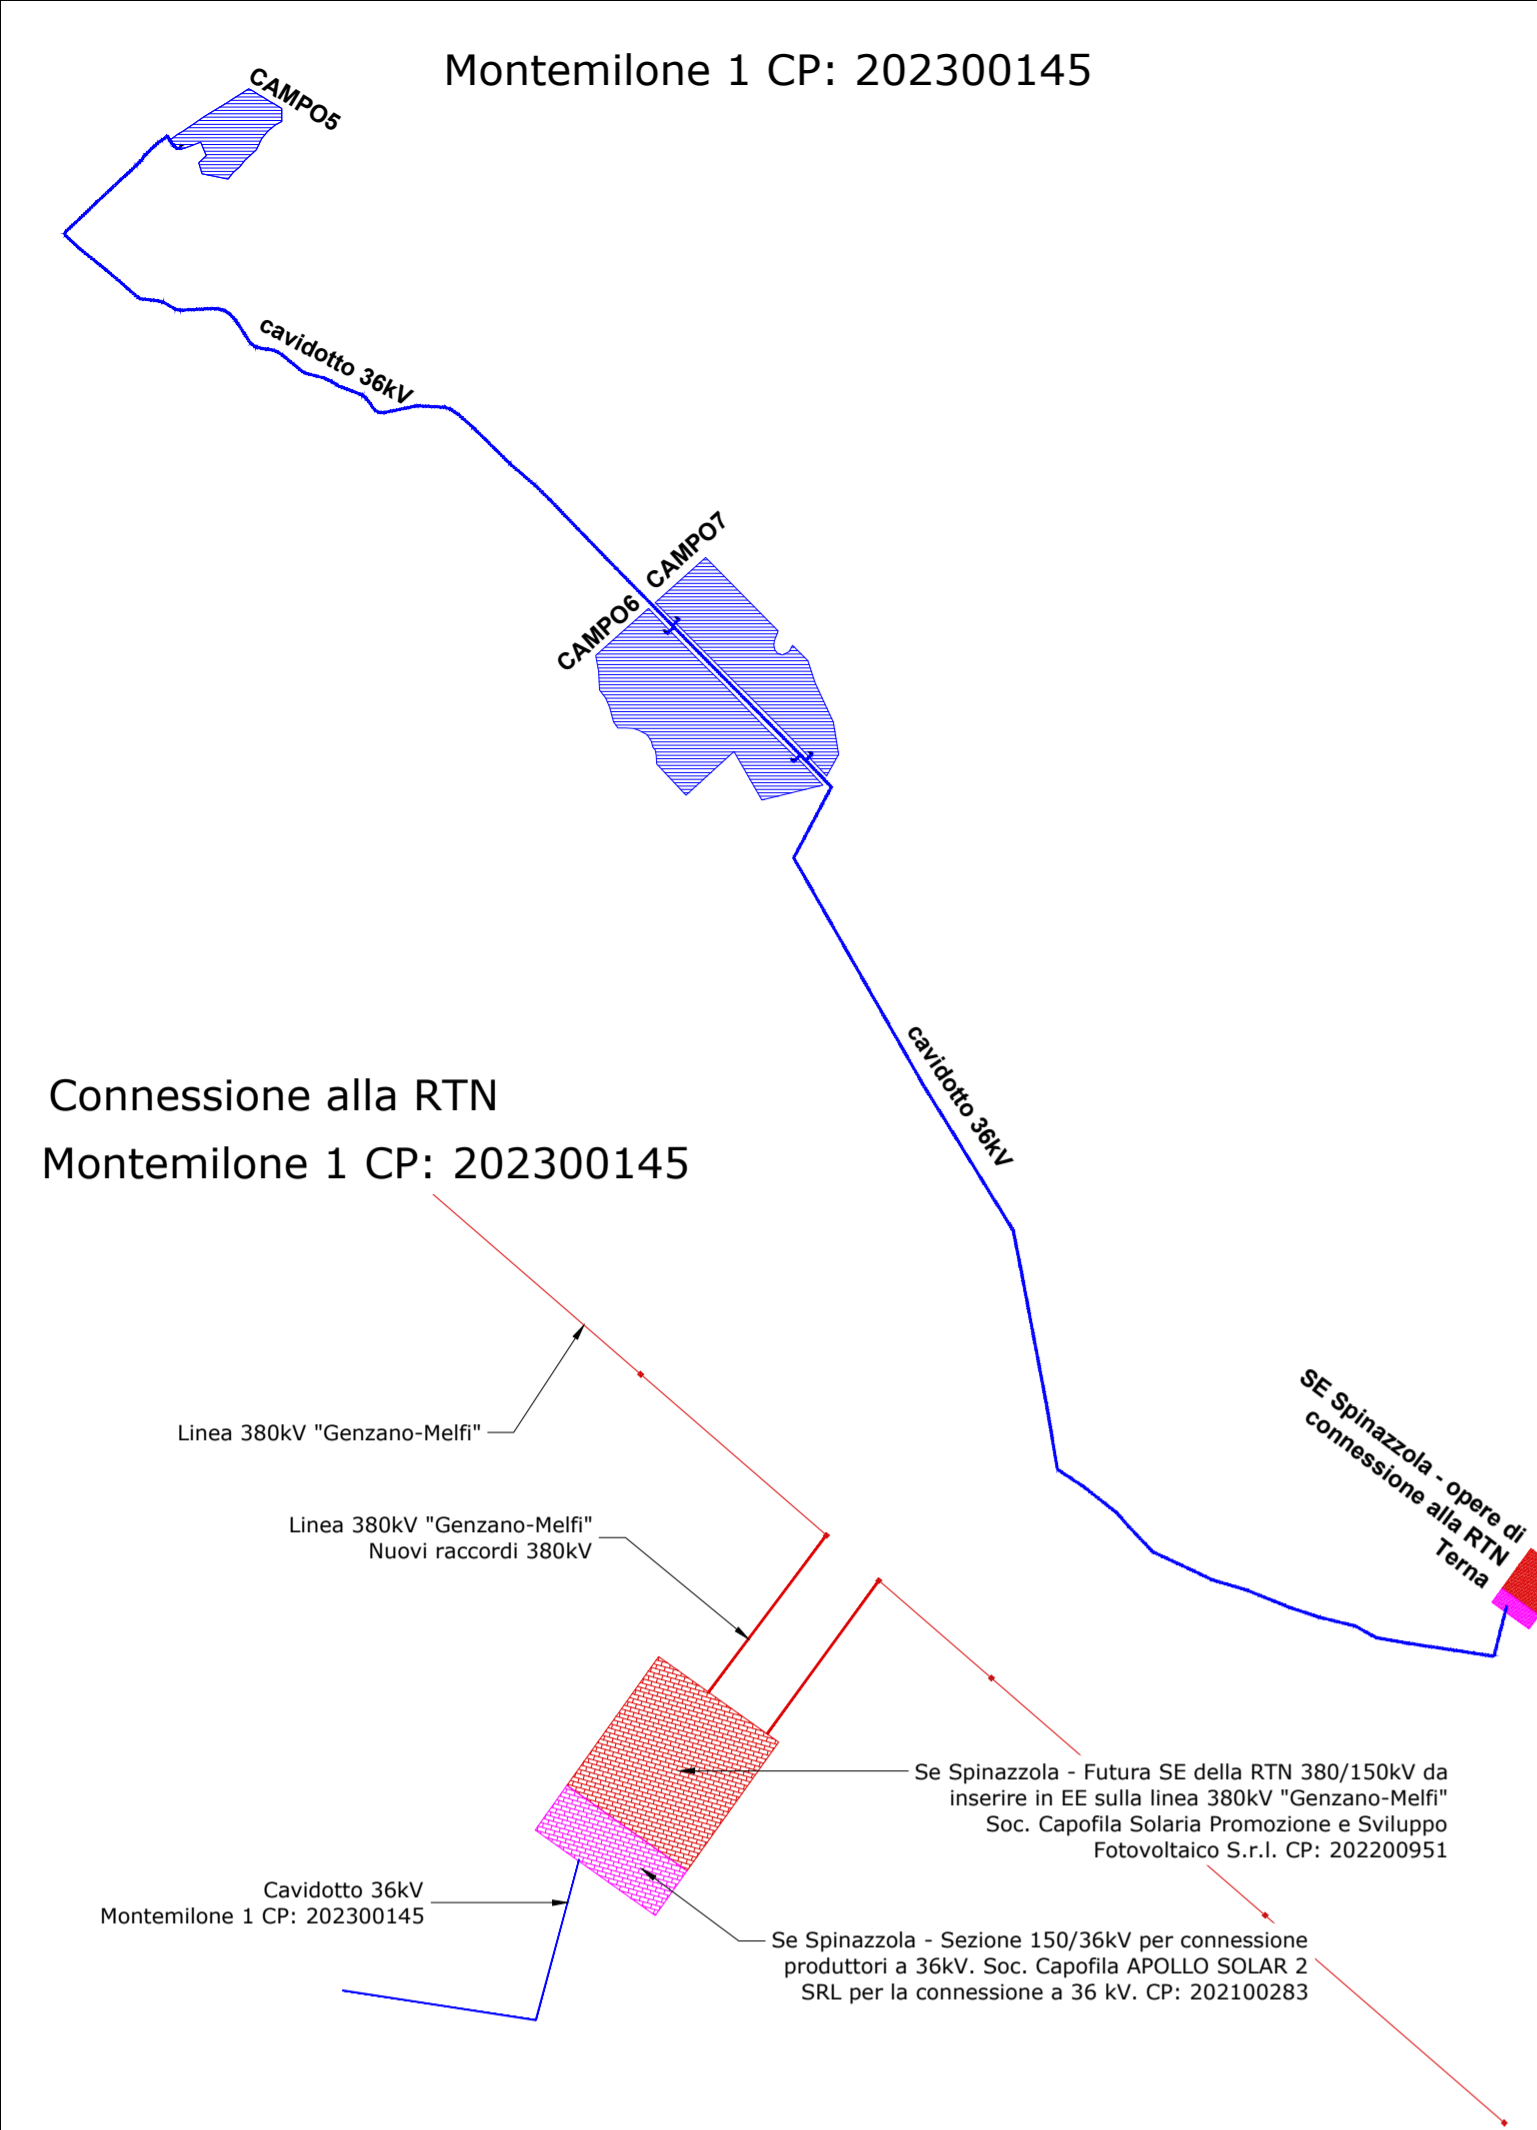 Montemilone 1 CP: 202300145
CAMPO5
cavidotto 36kV
CAMPO7
CAMPO6
cavidotto 36kV
Connessione alla RTN
Montemilone 1 CP: 202300145
SE Spinazzola - opere di
connessione alla RTN
Terna
Linea 380kV "Genzano-Melfi"
Linea 380kV "Genzano-Melfi"
Nuovi raccordi 380kV
Se Spinazzola - Futura SE della RTN 380/150kV da
inserire in EE sulla linea 380kV "Genzano-Melfi"
Soc. Capofila Solaria Promozione e Sviluppo
Fotovoltaico S.r.l. CP: 202200951
Cavidotto 36kV
Montemilone 1 CP: 202300145
Se Spinazzola - Sezione 150/36kV per connessione
produttori a 36kV. Soc. Capofila APOLLO SOLAR 2
SRL per la connessione a 36 kV. CP: 202100283